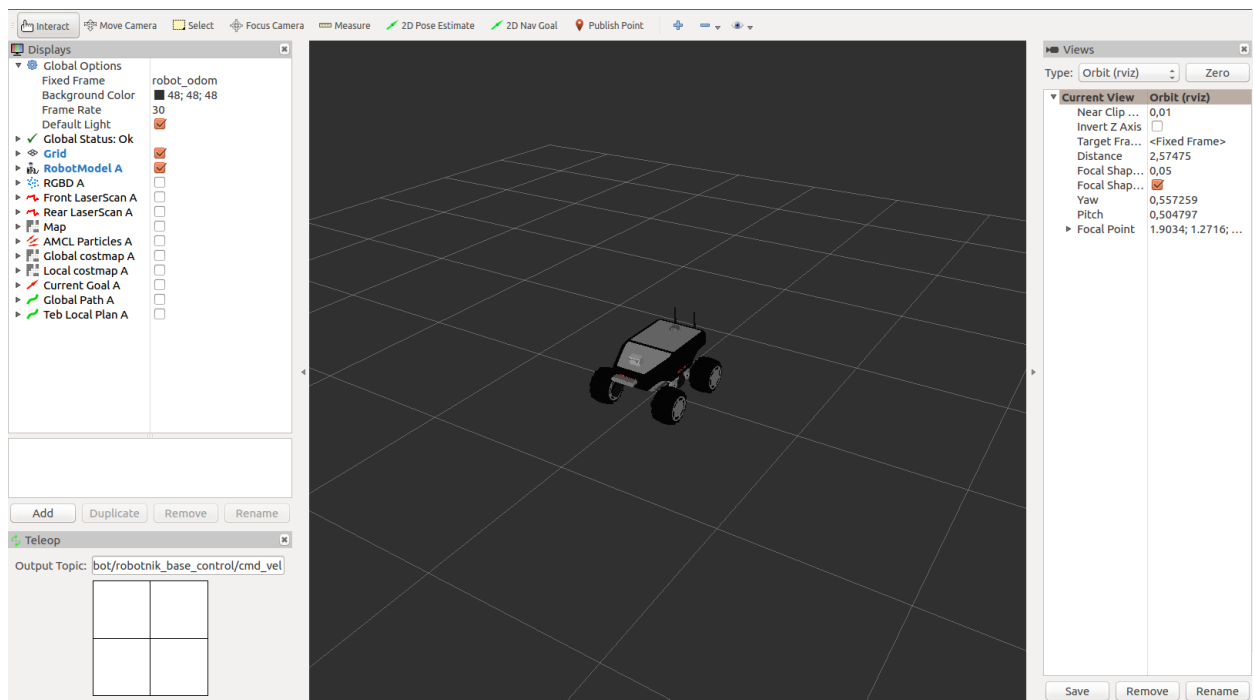 Interact Move Camera Select Focus Camera Measure 2D Pose Estimate 2D Nav Goal Publish Point
Displays
Global Options
Fixed Frame robot_odom
Background Color 48; 48; 48
Frame Rate 30
Default Light
Global Status: Ok
Grid
RobotModel A
RGBD A
Front LaserScan A
Rear LaserScan A
Map
AMCL Particles A
Global costmap A
Local costmap A
Current Goal A
Global Path A
Teb Local Plan A
Add Duplicate Remove Rename
Teleop
Output Topic: bot/robotnik_base_control/cmd_vel
Views
Type: Orbit (rviz) Zero
Current View Orbit (rviz)
Near Clip ... 0,01
Invert Z Axis
Target Fra... <Fixed Frame>
Distance 2,57475
Focal Shap... 0,05
Focal Shap...
Yaw 0,557259
Pitch 0,504797
Focal Point 1.9034; 1.2716; ...
Save Remove Rename